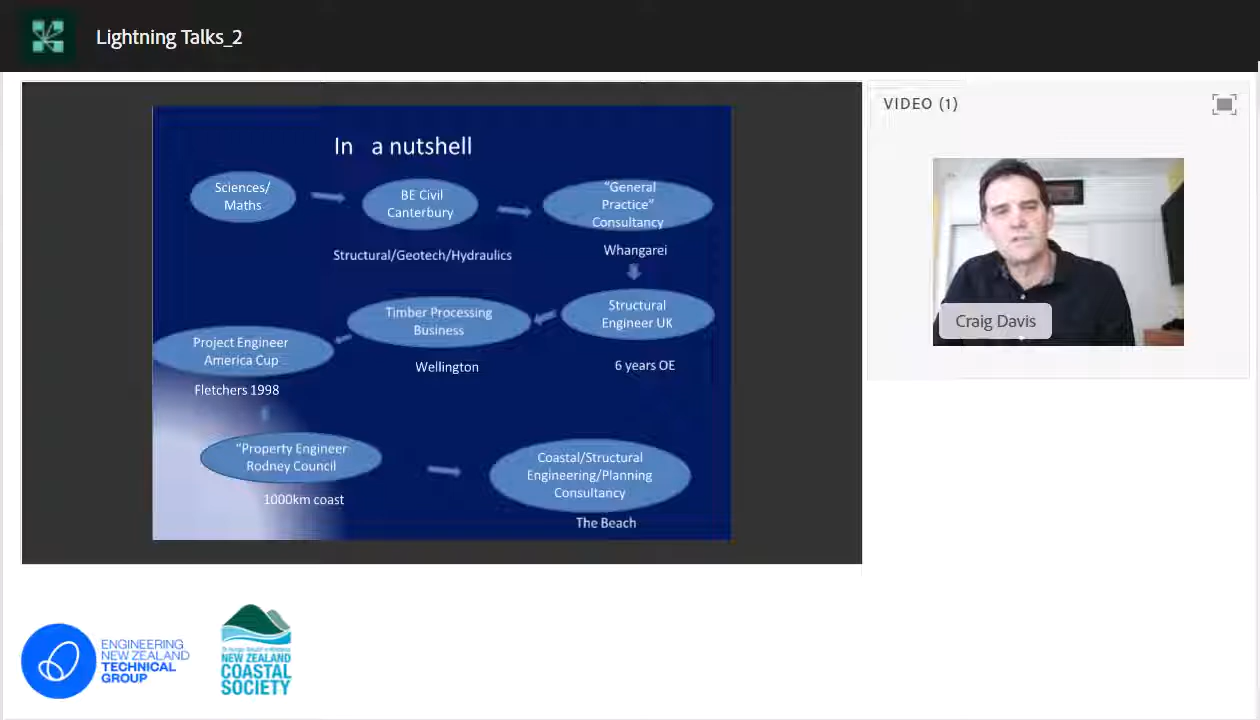 Lightning Talks_2
In a nutshell
Sciences/
Maths
BE Civil
Canterbury
"General
Practice"
Consultancy
Structural/Geotech/Hydraulics
Whangarei
Structural
Engineer UK
6 years OE
Timber Processing
Business
Wellington
Project Engineer
America Cup
Fletchers 1998
"Property Engineer
Rodney Council
1000km coast
Coastal/Structural
Engineering/Planning
Consultancy
The Beach
VIDEO (1)
Craig Davis
ENGINEERING
NEW ZEALAND
TECHNICAL
GROUP
NEW ZEALAND
COASTAL
SOCIETY